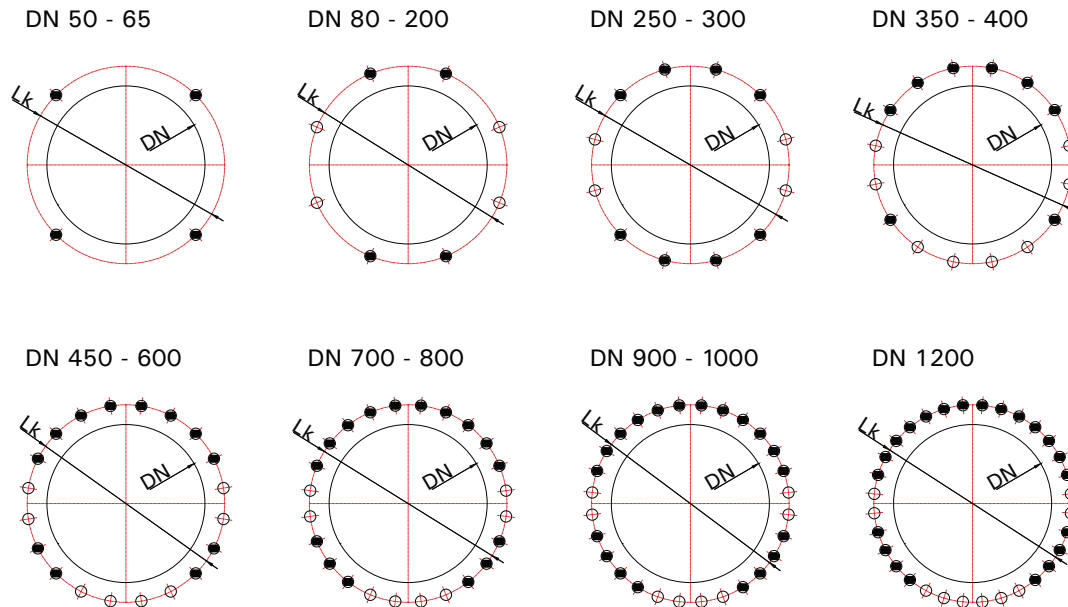 DN 50 - 65
DN 80 - 200
DN 250 - 300
DN 350 - 400
Lk
DN
Lk
DN
Lk
DN
Lk
DN
DN 450 - 600
DN 700 - 800
DN 900 - 1000
DN 1200
Lk
DN
Lk
DN
Lk
DN
Lk
DN